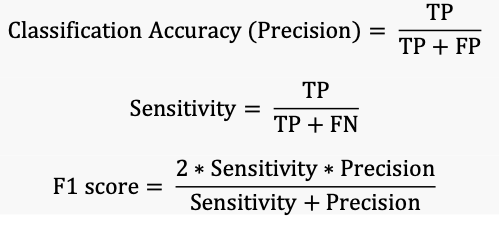 Classification Accuracy (Precision) = TP / TP + FP
Sensitivity = TP / TP + FN
F1 score = 2 * Sensitivity * Precision / Sensitivity + Precision